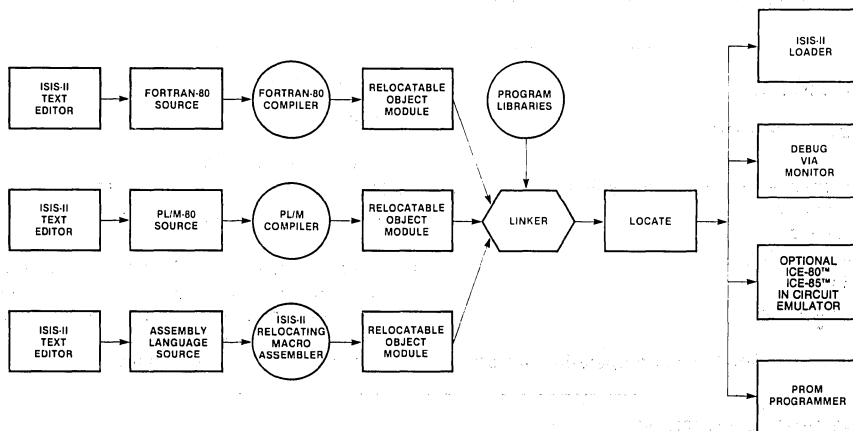 ISIS-II
TEXT
EDITOR
FORTRAN-80
SOURCE
FORTRAN-80
COMPILER
RELOCATABLE
OBJECT
MODULE
PROGRAM
LIBRARIES
ISIS-II
TEXT
EDITOR
PL/M-80
SOURCE
PL/M
COMPILER
RELOCATABLE
OBJECT
MODULE
LINKER
LOCATE
ISIS-II
TEXT
EDITOR
ASSEMBLY
LANGUAGE
SOURCE
ISIS-II
RELOCATING
MACRO
ASSEMBLER
RELOCATABLE
OBJECT
MODULE
ISIS-II
LOADER
DEBUG
VIA
MONITOR
OPTIONAL
ICE-80™
ICE-85™
IN CIRCUIT
EMULATOR
PROM
PROGRAMMER